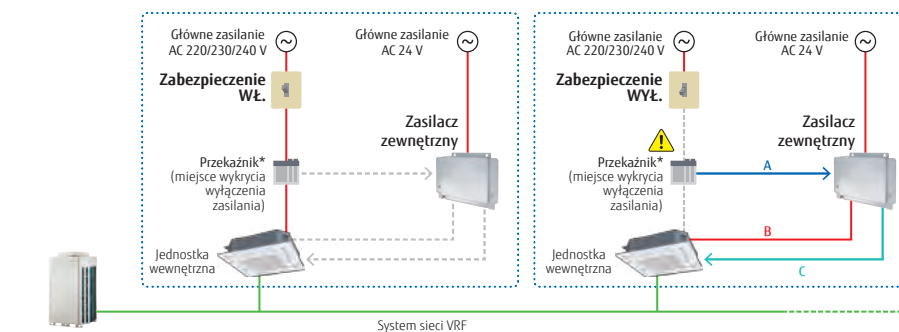 Główne zasilanie
AC 220/230/240 V
Główne zasilanie
AC 24 V
Zabezpieczenie
WŁ.
Zasilacz
zewnętrzny
Przekaźnik*
(miejsce wykrycia
wyłączenia
zasilania)
Jednostka
wewnętrzna
Główne zasilanie
AC 220/230/240 V
Główne zasilanie
AC 24 V
Zabezpieczenie
WYŁ.
Zasilacz
zewnętrzny
Przekaźnik*
(miejsce wykrycia
wyłączenia
zasilania)
A
B
Jednostka
wewnętrzna
C
System sieci VRF